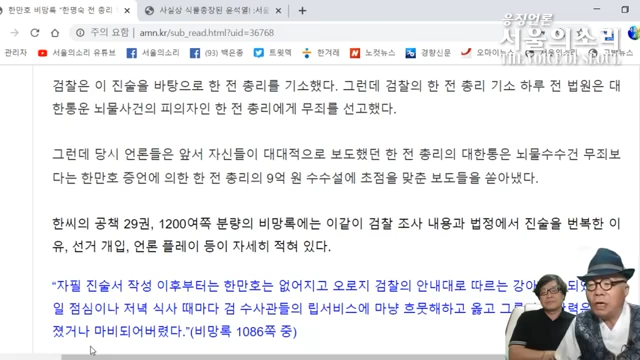 한만호 비망록 "한명숙 전 총리
사실상 식물총장된 윤석열! :서울
응징언론
서울의소리
THE VOICE OF SEOUL
주의 요함
amn.kr/sub_read.html?uid=36768
관리자
서울의소리 유튜브
서울의소리
(93) 백은종
트윗덱
한겨레
노컷뉴스
경향신문
오마이
검찰은 이 진술을 바탕으로 한 전 총리를 기소했다. 그런데 검찰의 한 전 총리 기소 하루 전 법원은 대
한통운 뇌물사건의 피의자인 한 전 총리에게 무죄를 선고했다.
그런데 당시 언론들은 앞서 자신들이 대대적으로 보도했던 한 전 총리의 대한통은 뇌물수수건 무죄보
다는 한만호 증언에 의한 한 전 총리의 9억 원 수수설에 초점을 맞춘 보도들을 쏟아냈다.
한씨의 공책 29권, 1200여쪽 분량의 비망록에는 이같이 검찰 조사 내용과 법정에서 진술을 번복한 이
유, 선거 개입, 언론 플레이 등이 자세히 적혀 있다.
"자필 진술서 작성 이후부터는 한만호는 없어지고 오로지 검찰의 안내대로 따르는 강아
일 점심이나 저녁 식사 때마다 검 수사관들의 립서비스에 마냥 흐뭇해하고 옳고
졌거나 마비되어버렸다."(비망록 1086쪽 중)